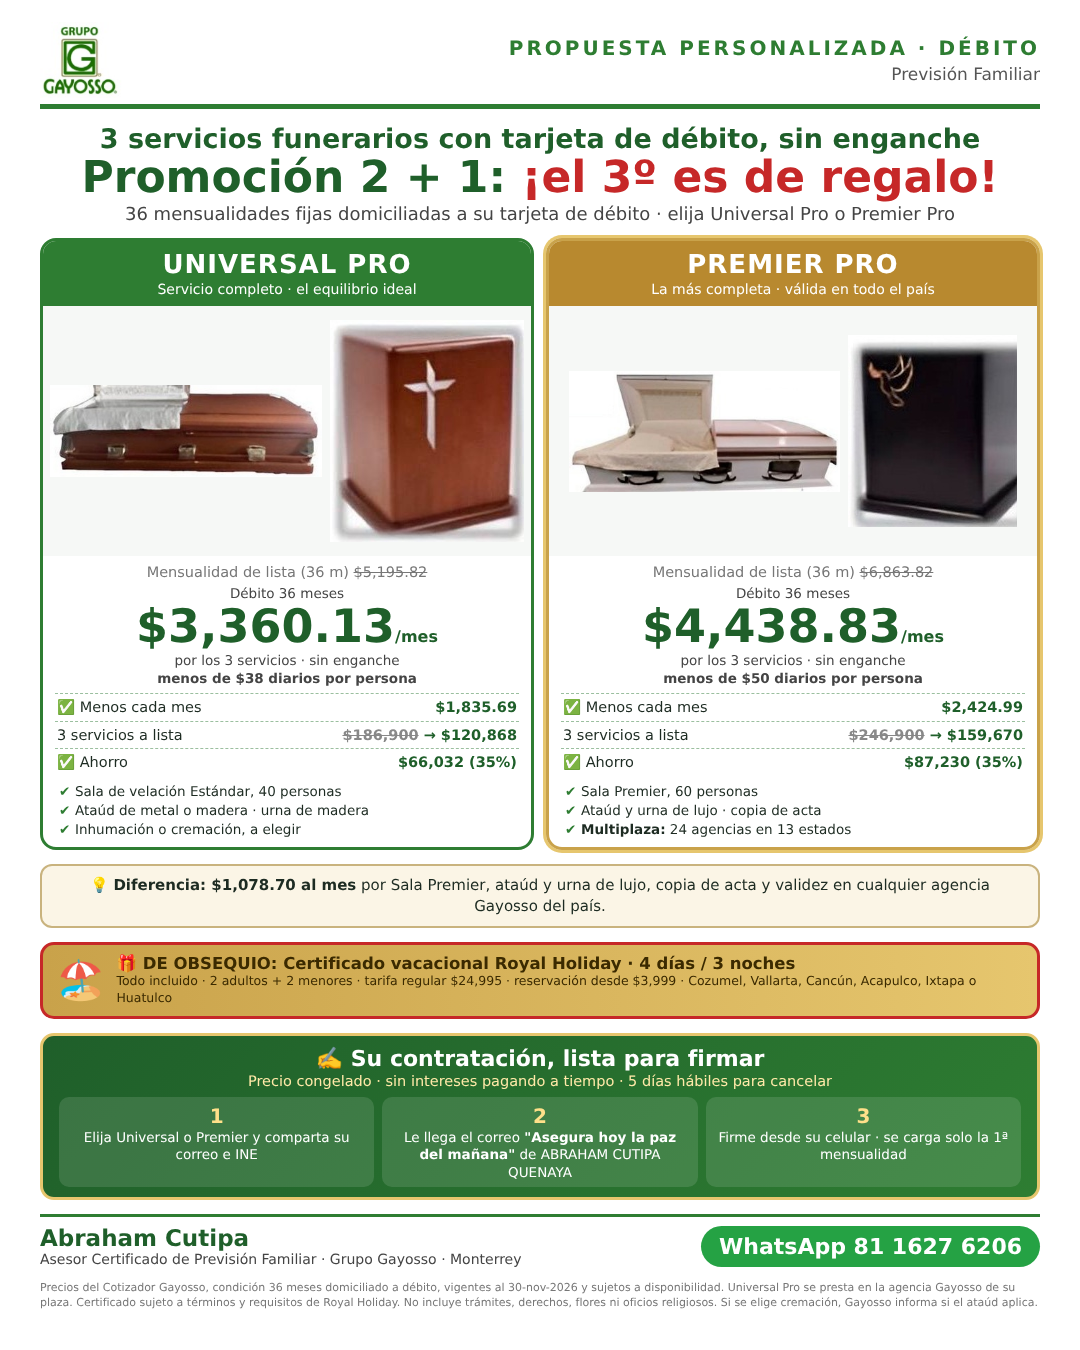 GRUPO
GAYOSSO
PROPUESTA PERSONALIZADA · DÉBITO
Previsión Familiar
3 servicios funerarios con tarjeta de débito, sin enganche
Promoción 2 + 1: ¡el 3º es de regalo!
36 mensualidades fijas domiciliadas a su tarjeta de débito · elija Universal Pro o Premier Pro
UNIVERSAL PRO
Servicio completo · el equilibrio ideal
Mensualidad de lista (36 m) $5,195.82
Débito 36 meses
$3,360.13/mes
por los 3 servicios · sin enganche
menos de $38 diarios por persona
✅ Menos cada mes $1,835.69
3 servicios a lista $186,900 → $120,868
✅ Ahorro $66,032 (35%)
✔ Sala de velación Estándar, 40 personas
✔ Ataúd de metal o madera · urna de madera
✔ Inhumación o cremación, a elegir
PREMIER PRO
La más completa · válida en todo el país
Mensualidad de lista (36 m) $6,863.82
Débito 36 meses
$4,438.83/mes
por los 3 servicios · sin enganche
menos de $50 diarios por persona
✅ Menos cada mes $2,424.99
3 servicios a lista $246,900 → $159,670
✅ Ahorro $87,230 (35%)
✔ Sala Premier, 60 personas
✔ Ataúd y urna de lujo · copia de acta
✔ Multiplaza: 24 agencias en 13 estados
💡 Diferencia: $1,078.70 al mes por Sala Premier, ataúd y urna de lujo, copia de acta y validez en cualquier agencia
Gayosso del país.
🎁 DE OBSEQUIO: Certificado vacacional Royal Holiday · 4 días / 3 noches
Todo incluido · 2 adultos + 2 menores · tarifa regular $24,995 · reservación desde $3,999 · Cozumel, Vallarta, Cancún, Acapulco, Ixtapa o
Huatulco
✍️ Su contratación, lista para firmar
Precio congelado · sin intereses pagando a tiempo · 5 días hábiles para cancelar
1
Elija Universal o Premier y comparta su
correo e INE
2
Le llega el correo "Asegura hoy la paz
del mañana" de ABRAHAM CUTIPA
QUENAYA
3
Firme desde su celular · se carga solo la 1ª
mensualidad
Abraham Cutipa
Asesor Certificado de Previsión Familiar · Grupo Gayosso · Monterrey
WhatsApp 81 1627 6206
Precios del Cotizador Gayosso, condición 36 meses domiciliado a débito, vigentes al 30-nov-2026 y sujetos a disponibilidad. Universal Pro se presta en la agencia Gayosso de su
plaza. Certificado sujeto a términos y requisitos de Royal Holiday. No incluye trámites, derechos, flores ni oficios religiosos. Si se elige cremación, Gayosso informa si el ataúd aplica.